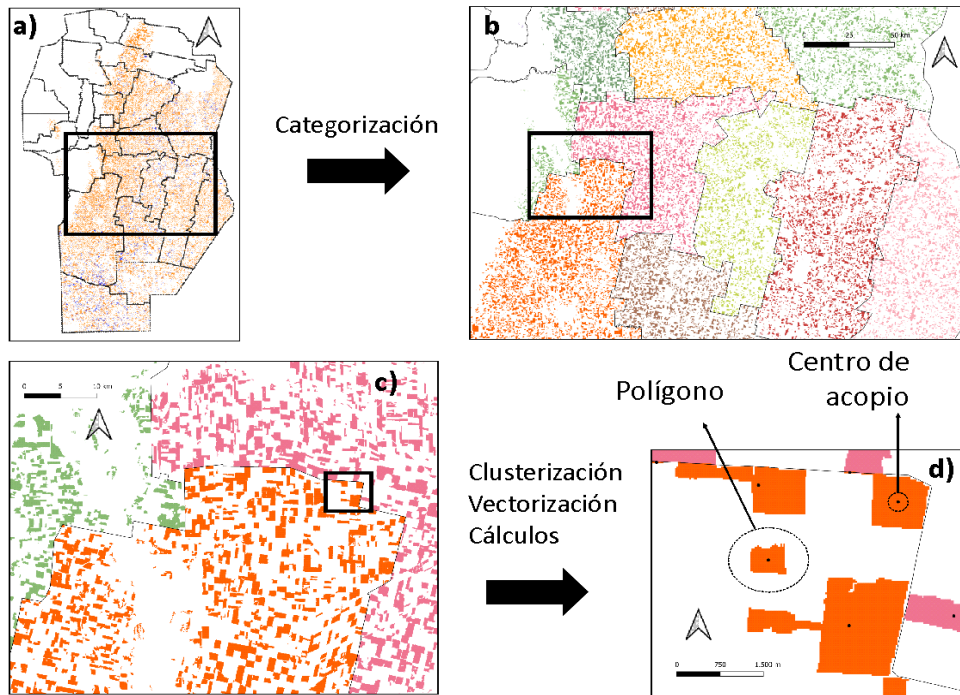 a)
Categorización
b)
0 25 50 km
c)
0 5 10 km
Clusterización
Vectorización
Cálculos
Polígono
Centro de
acopio
d)
0 750 1.500 m